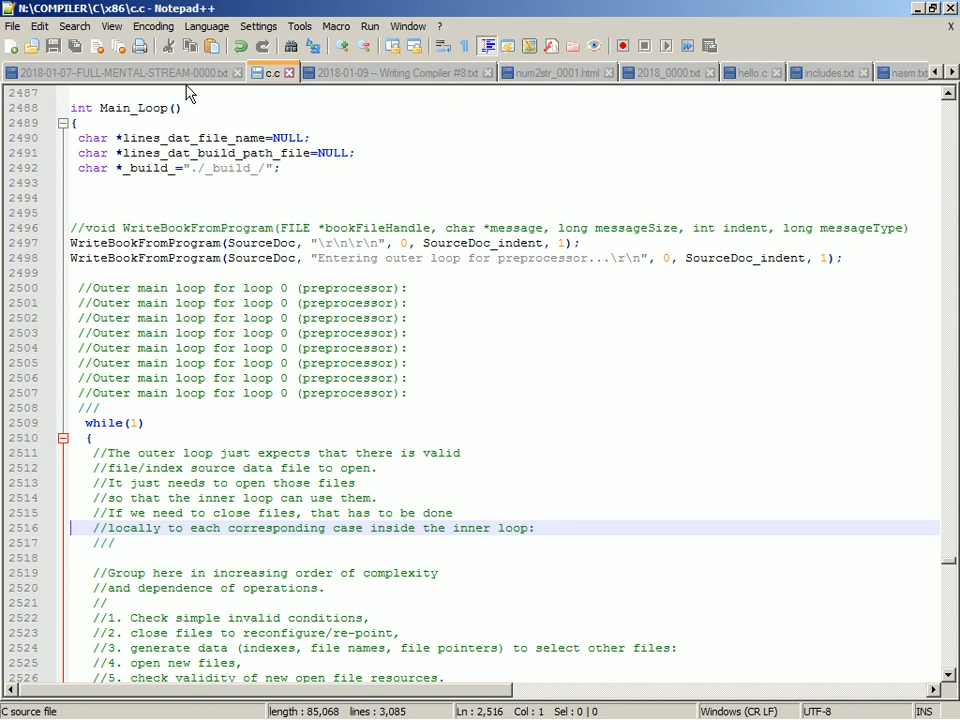 N:\COMPILER\C\x86\c.c - Notepad++
File Edit Search View Encoding Language Settings Tools Macro Run Window ? X
2018-01-07-FULL-MENTAL-STREAM-0000.txt c.c 2018-01-09 -- Writing Compiler #8.txt num2str_0001.html 2018_0000.txt hello.c includes.txt nasm.txt
2487
2488 int Main_Loop()
2489 {
2490 char *lines_dat_file_name=NULL;
2491 char *lines_dat_build_path_file=NULL;
2492 char *_build_="./_build_/";
2493
2494
2495
2496 //void WriteBookFromProgram(FILE *bookFileHandle, char *message, long messageSize, int indent, long messageType)
2497 WriteBookFromProgram(SourceDoc, "\r\n\r\n", 0, SourceDoc_indent, 1);
2498 WriteBookFromProgram(SourceDoc, "Entering outer loop for preprocessor...\r\n", 0, SourceDoc_indent, 1);
2499
2500 //Outer main loop for loop 0 (preprocessor):
2501 //Outer main loop for loop 0 (preprocessor):
2502 //Outer main loop for loop 0 (preprocessor):
2503 //Outer main loop for loop 0 (preprocessor):
2504 //Outer main loop for loop 0 (preprocessor):
2505 //Outer main loop for loop 0 (preprocessor):
2506 //Outer main loop for loop 0 (preprocessor):
2507 //Outer main loop for loop 0 (preprocessor):
2508 ///
2509 while(1)
2510 {
2511 //The outer loop just expects that there is valid
2512 //file/index source data file to open.
2513 //It just needs to open those files
2514 //so that the inner loop can use them.
2515 //If we need to close files, that has to be done
2516 //locally to each corresponding case inside the inner loop:
2517 ///
2518
2519 //Group here in increasing order of complexity
2520 //and dependence of operations.
2521 //
2522 //1. Check simple invalid conditions,
2523 //2. close files to reconfigure/re-point,
2524 //3. generate data (indexes, file names, file pointers) to select other files:
2525 //4. open new files,
2526 //5. check validity of new open file resources.
C source file length : 85,068 lines : 3,085 Ln : 2,516 Col : 1 Sel : 0 | 0 Windows (CR LF) UTF-8 INS